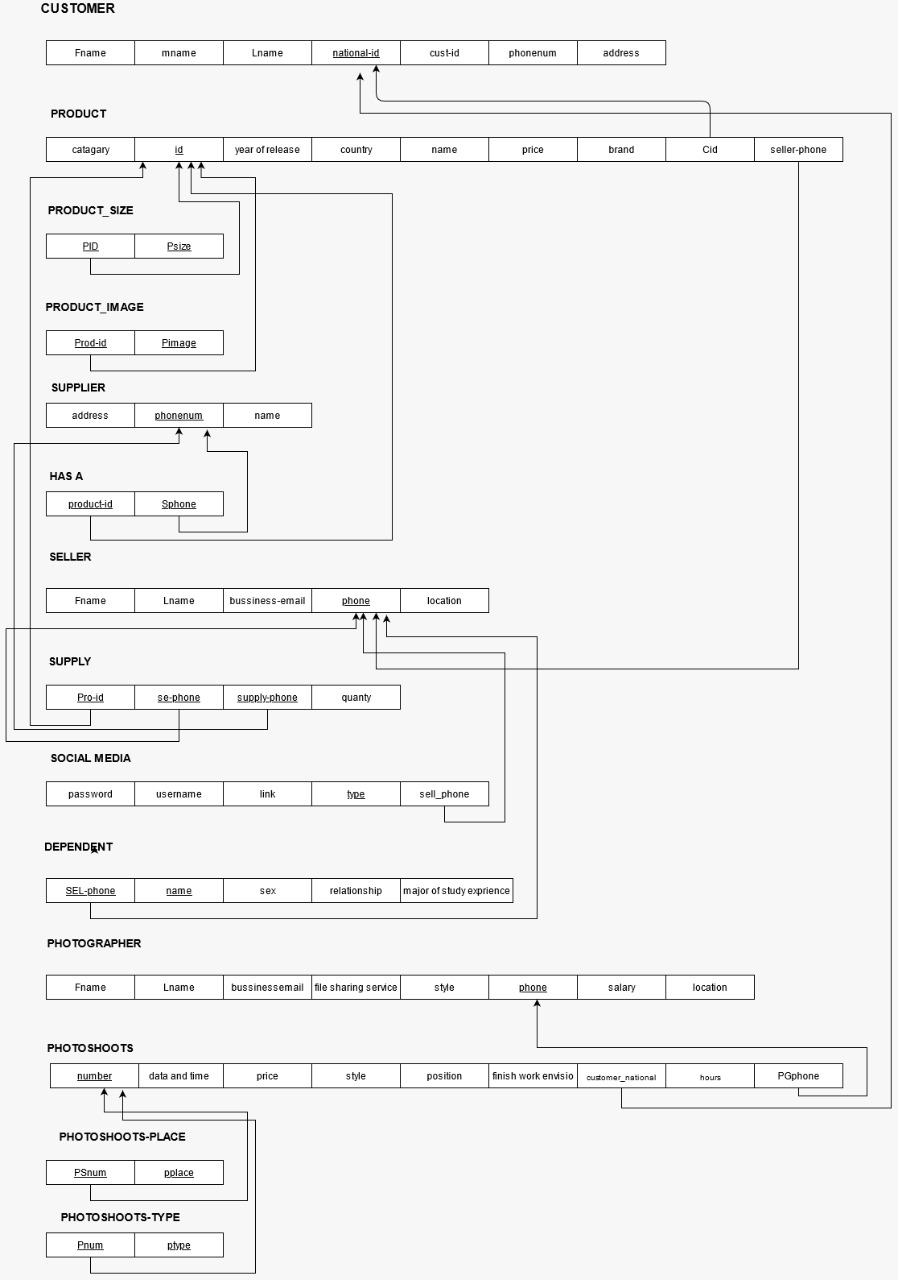 CUSTOMER
Fname mname Lname national-id cust-id phonenum address
PRODUCT
catagary id year of release country name price brand Cid seller-phone
PRODUCT_SIZE
PID Psize
PRODUCT_IMAGE
Prod-id Pimage
SUPPLIER
address phonenum name
HAS A
product-id Sphone
SELLER
Fname Lname bussiness-email phone location
SUPPLY
Pro-id se-phone supply-phone quanty
SOCIAL MEDIA
password username link type sell_phone
DEPENDENT
SEL-phone name sex relationship major of study exprience
PHOTOGRAPHER
Fname Lname bussinessemail file sharing service style phone salary location
PHOTOSHOOTS
number data and time price style position finish work envisio customer_national hours PGphone
PHOTOSHOOTS-PLACE
PSnum pplace
PHOTOSHOOTS-TYPE
Pnum ptype